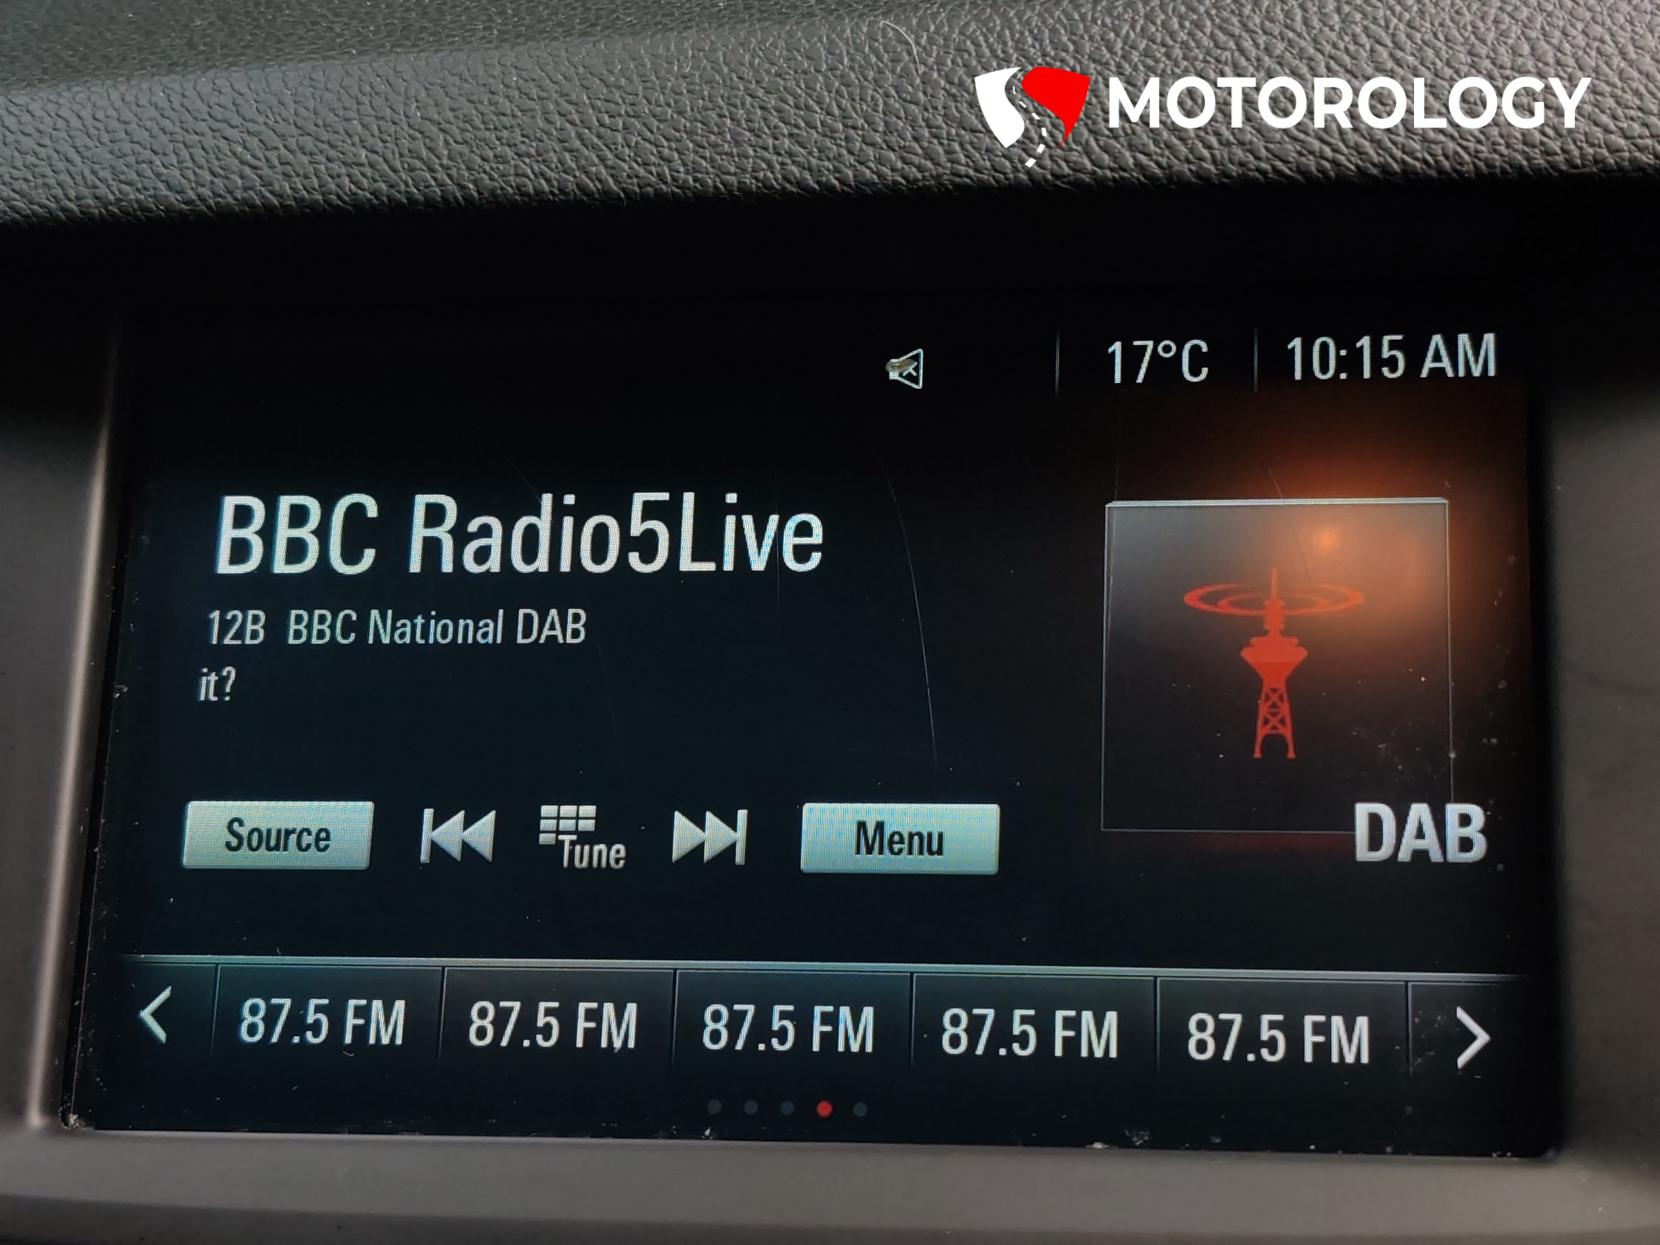 MOTOROLOGY
17°C 10:15 AM
BBC Radio5Live
12B BBC National DAB
it?
Source Tune Menu
DAB
87.5 FM 87.5 FM 87.5 FM 87.5 FM 87.5 FM